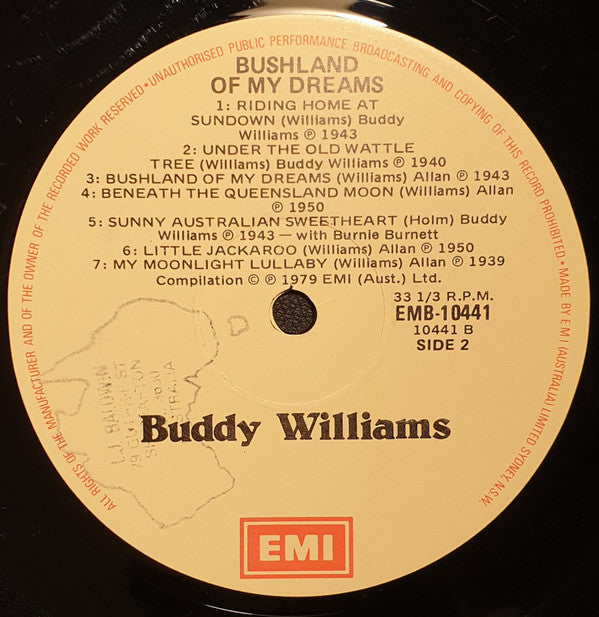 ALL RIGHTS OF THE MANUFACTURER AND OF THE OWNER OF THE RECORDED WORK RESERVED•UNAUTHORISED PUBLIC PERFORMANCE BROADCASTING AND COPYING OF THIS RECORD PROHIBITED•MADE BY E M I (AUSTRALIA) LIMITED SYDNEY, N.S.W.
BUSHLAND
OF MY DREAMS
1: RIDING HOME AT
SUNDOWN (Williams) Buddy
Williams ℗ 1943
2: UNDER THE OLD WATTLE
TREE (Williams) Buddy Williams ℗ 1940
3: BUSHLAND OF MY DREAMS (Williams) Allan ℗ 1943
4: BENEATH THE QUEENSLAND MOON (Williams) Allan
℗ 1950
5: SUNNY AUSTRALIAN SWEETHEART (Holm) Buddy
Williams ℗ 1943 — with Burnie Burnett
6: LITTLE JACKAROO (Williams) Allan ℗ 1950
7: MY MOONLIGHT LULLABY (Williams) Allan ℗ 1939
Compilation © ℗ 1979 EMI (Aust.) Ltd.
33 1/3 R.P.M.
EMB-10441
10441 B
SIDE 2
L.J. BALDWIN
Buddy Williams
EMI